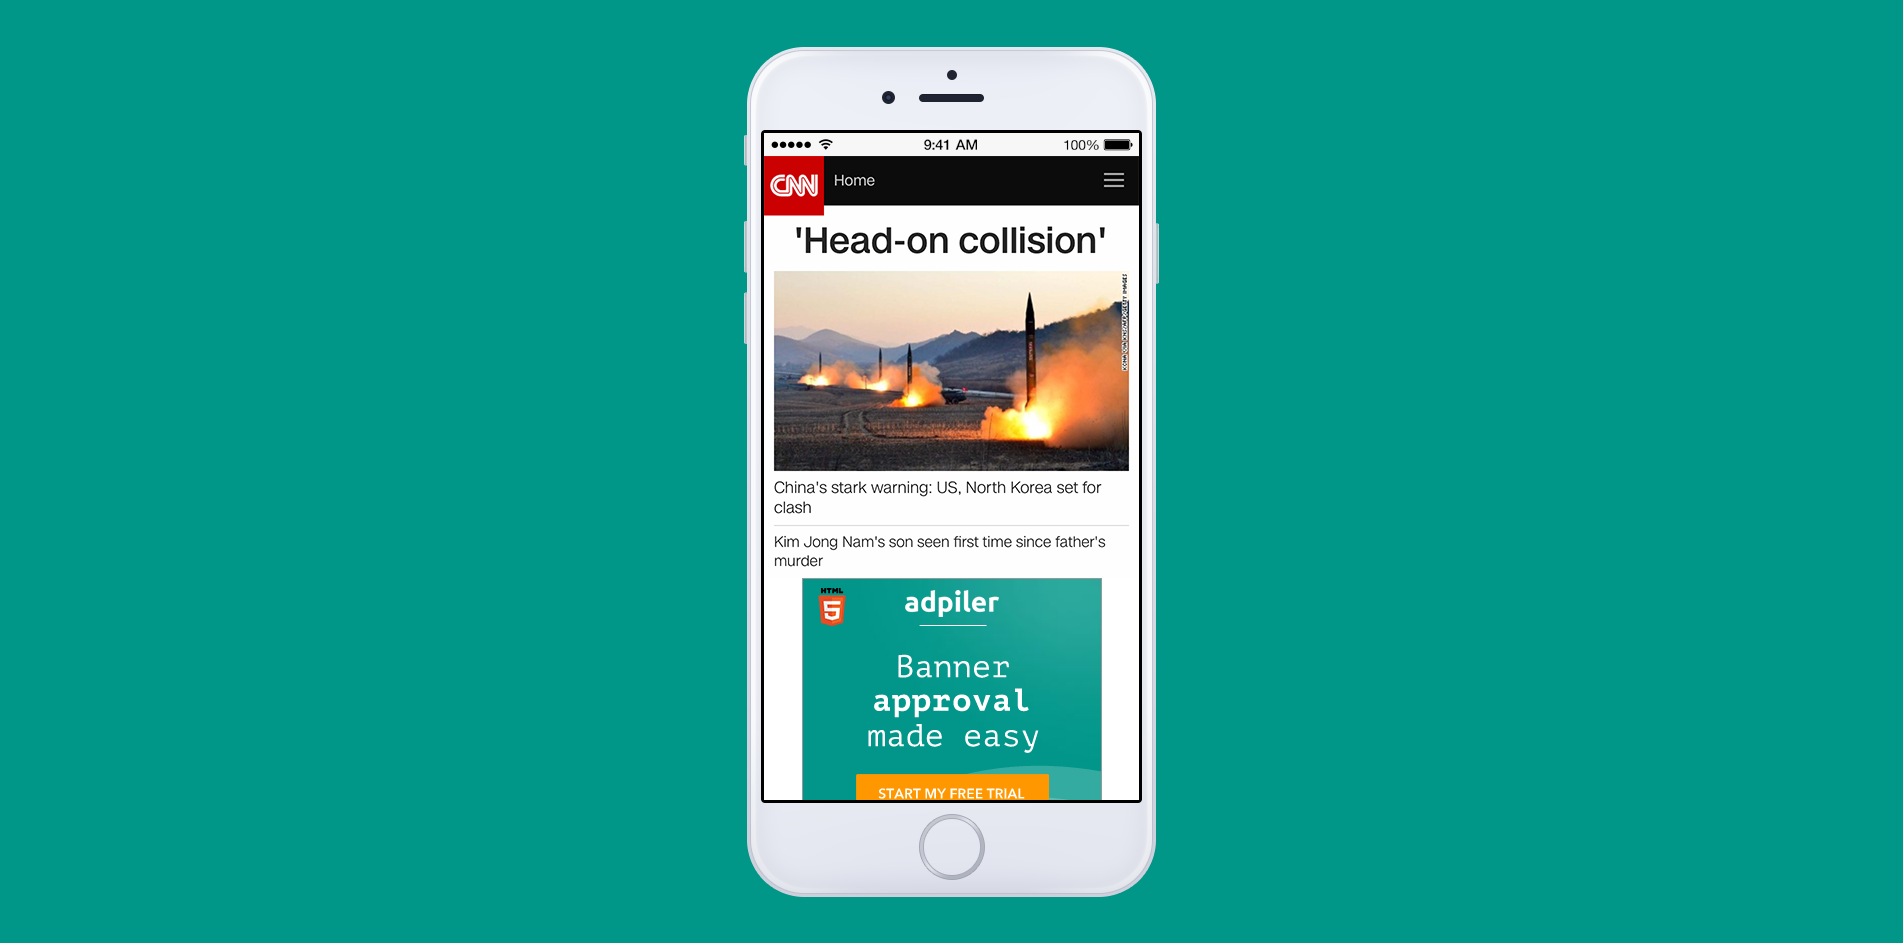 9:41 AM
100%
CNN
Home
'Head-on collision'
China's stark warning: US, North Korea set for
clash
Kim Jong Nam's son seen first time since father's
murder
HTML
5
adpiler
Banner
approval
made easy
START MY FREE TRIAL